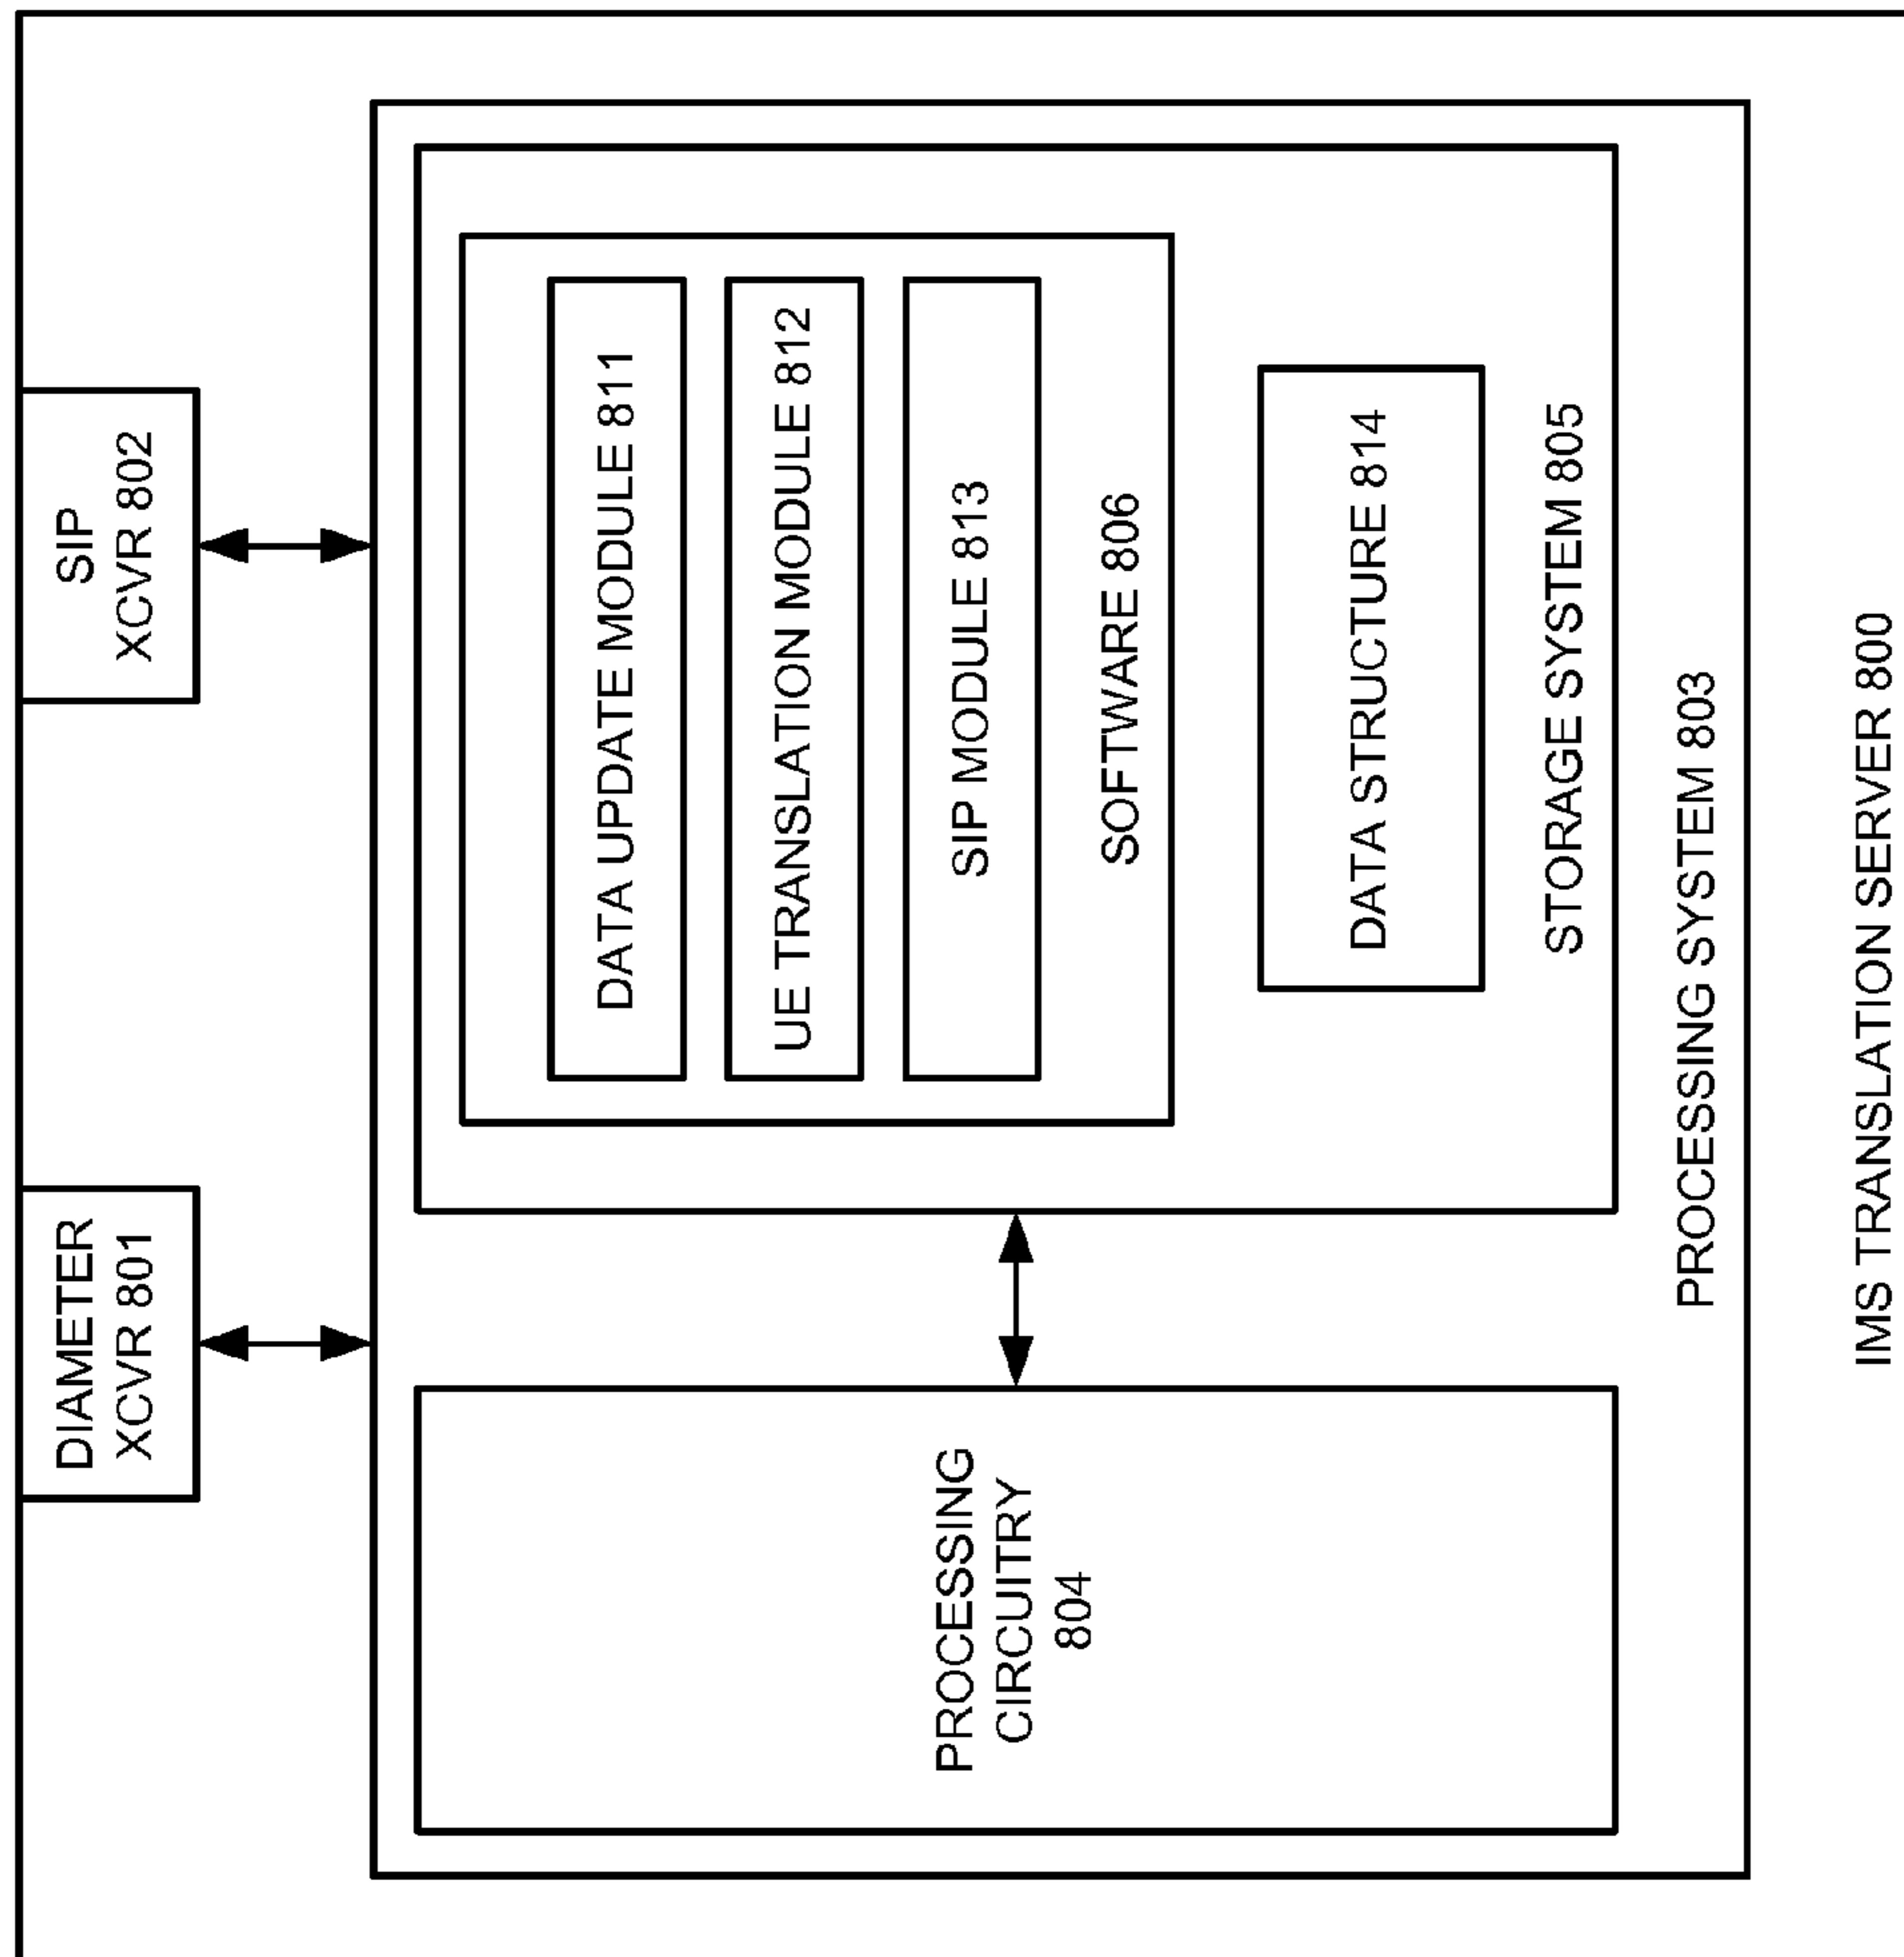 DIAMETER
XCVR 801
SIP
XCVR 802
PROCESSING
CIRCUITRY
804
DATA UPDATE MODULE 811
UE TRANSLATION MODULE 812
SIP MODULE 813
SOFTWARE 806
DATA STRUCTURE 814
STORAGE SYSTEM 805
PROCESSING SYSTEM 803
IMS TRANSLATION SERVER 800